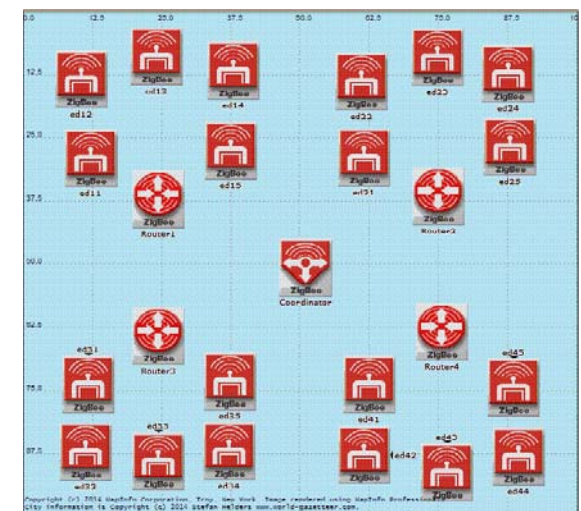 0.0 12.5 25.0 37.5 50.0 62.5 75.0 87.5 10
12.5
ZigBee ZigBee ZigBee ZigBee ZigBee ZigBee
ed12 ed13 ed14 ed22 ed23 ed24
25.0
ZigBee ZigBee ZigBee ZigBee
ed11 ed15 ed21 ed25
37.5
ZigBee ZigBee
Router1 Router2
ZigBee
Coordinator
62.5
ZigBee ZigBee
Router3 Router4
ed31 ed45
75.0
ZigBee ZigBee ZigBee ZigBee
ed35 ed41
ed33 ed43
87.5
ed42
ZigBee ZigBee ZigBee ZigBee ZigBee ZigBee
ed32 ed34 ed44
Copyright (c) 2014 MapInfo Corporation, Troy, New York. Image rendered using MapInfo Professional
City information is Copyright (c) 2014 Stefan Helders www.world-gazetteer.com.